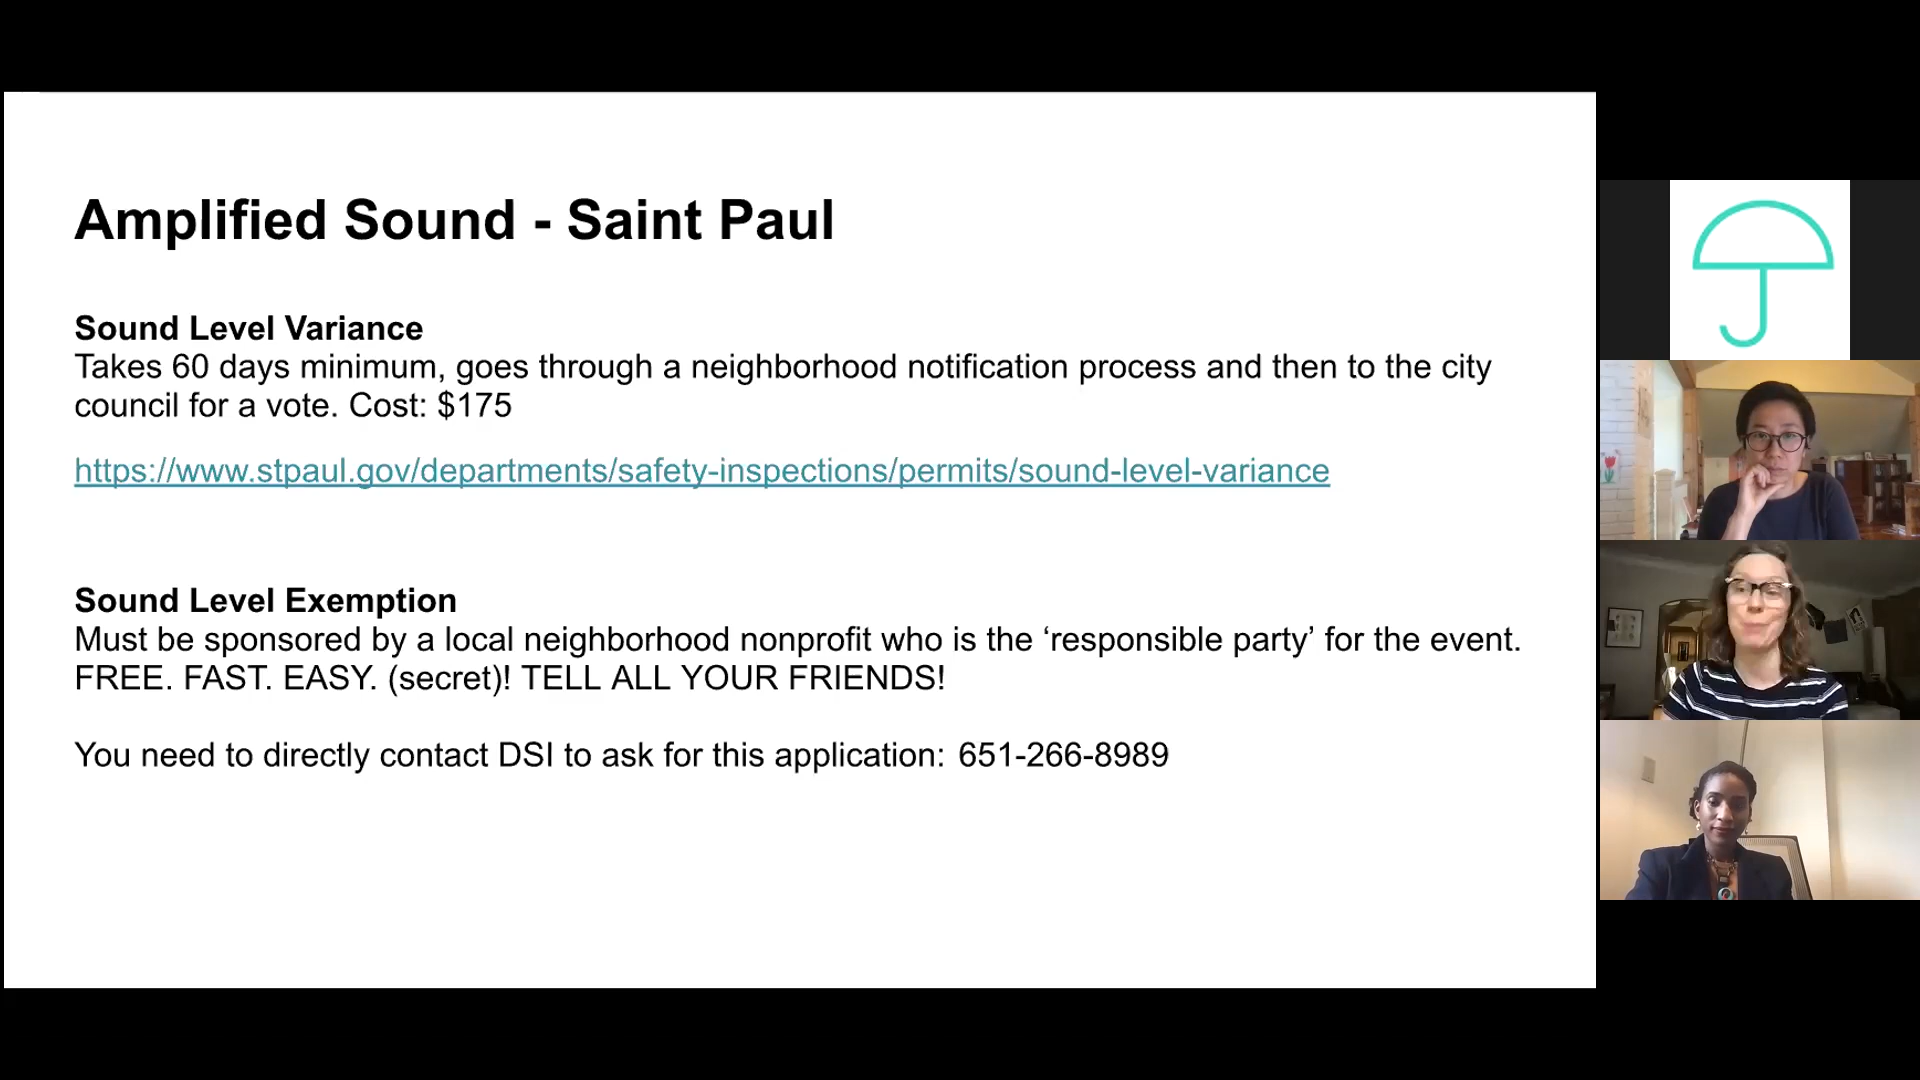 Amplified Sound - Saint Paul
Sound Level Variance
Takes 60 days minimum, goes through a neighborhood notification process and then to the city
council for a vote. Cost: $175
https://www.stpaul.gov/departments/safety-inspections/permits/sound-level-variance
Sound Level Exemption
Must be sponsored by a local neighborhood nonprofit who is the ‘responsible party’ for the event.
FREE. FAST. EASY. (secret)! TELL ALL YOUR FRIENDS!
You need to directly contact DSI to ask for this application: 651-266-8989